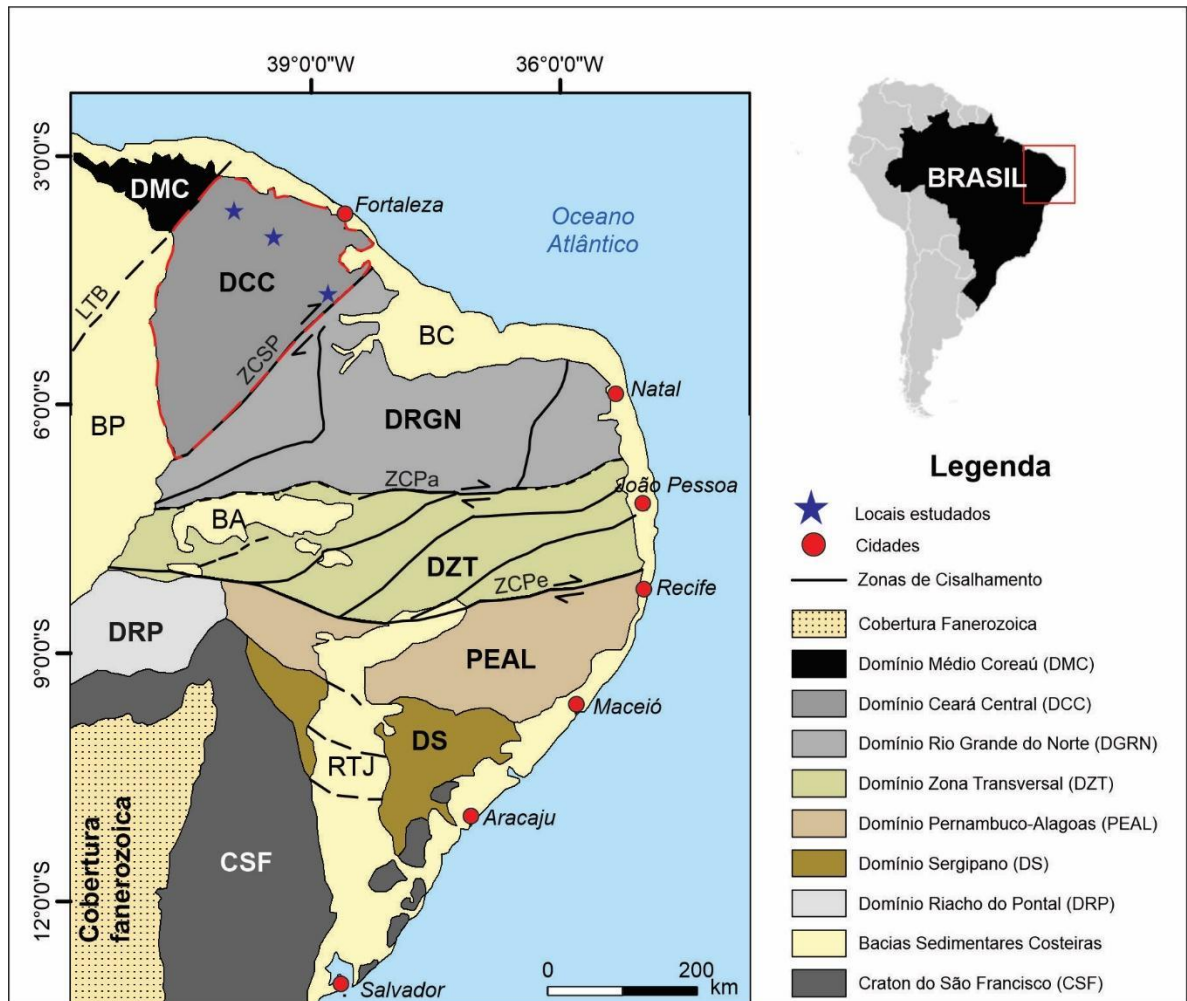 39°0'0"W
36°0'0"W
3°0'0"S
6°0'0"S
9°0'0"S
12°0'0"S
DMC
Fortaleza
Oceano
Atlântico
DCC
LTB
ZCSP
BC
BP
Natal
DRGN
ZCPa
João Pessoa
BA
DZT
ZCPe
Recife
DRP
PEAL
Maceió
DS
RTJ
Aracaju
CSF
Cobertura
fanerozoica
Salvador
0 200
km
BRASIL
Legenda
Locais estudados
Cidades
Zonas de Cisalhamento
Cobertura Fanerozoica
Domínio Médio Coreaú (DMC)
Domínio Ceará Central (DCC)
Domínio Rio Grande do Norte (DGRN)
Domínio Zona Transversal (DZT)
Domínio Pernambuco-Alagoas (PEAL)
Domínio Sergipano (DS)
Domínio Riacho do Pontal (DRP)
Bacias Sedimentares Costeiras
Craton do São Francisco (CSF)